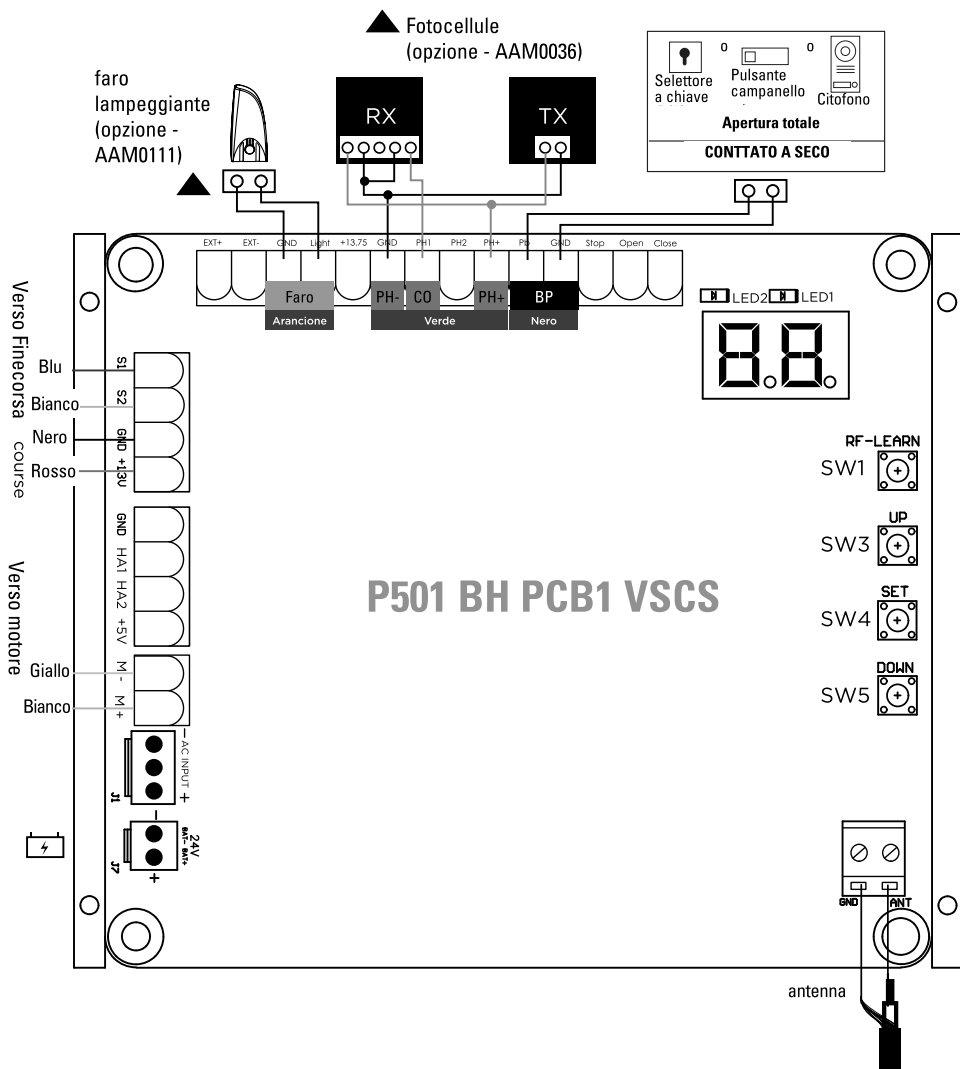 Fotocellule
(opzione - AAM0036)
faro
lampeggiante
(opzione -
AAM0111)
RX
TX
Selettore
a chiave
O
Pulsante
campanello
O
Citofono
Apertura totale
CONTTATO A SECO
EXT+ EXT- GND Light +13.75 GND PH1 PH2 PH+ Pb GND Stop Open Close
Faro PH- CO PH+ BP
Arancione Verde Nero
LED2 LED1
8.8.
Verso Finecorsa
course
Blu S1
Bianco S2
Nero GND
Rosso +13V
GND
HA1
HA2
+5V
Verso motore
Giallo M -
Bianco M +
P501 BH PCB1 VSCS
RF-LEARN
SW1
UP
SW3
SET
SW4
DOWN
SW5
- AC INPUT +
J1
-
24V
BAT- BAT+
J7
+
GND ANT
antenna